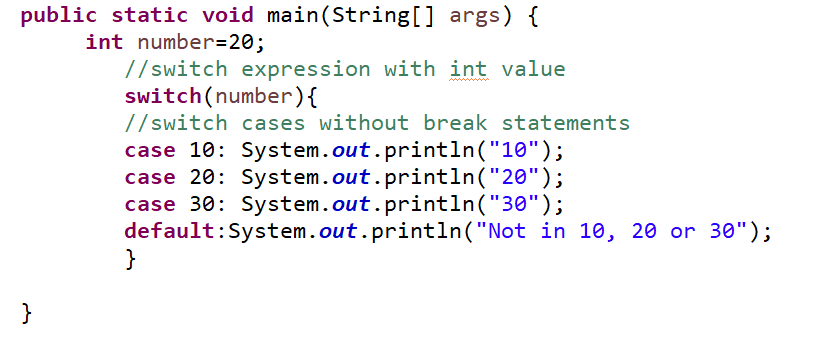 public static void main(String[] args) {
int number=20;
//switch expression with int value
switch(number){
//switch cases without break statements
case 10: System.out.println("10");
case 20: System.out.println("20");
case 30: System.out.println("30");
default:System.out.println("Not in 10, 20 or 30");
}
}